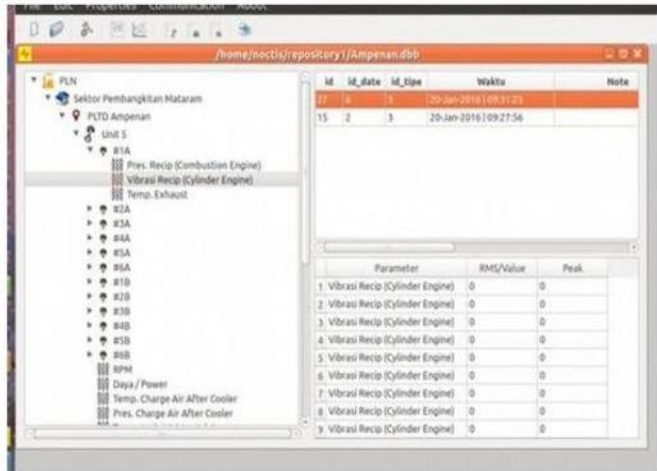 File Edit Properties Communication About
/home/noctis/repository1/Ampenan.dbb
PLN
Sektor Pembangkitan Mataram
PLTD Ampenan
Unit 5
#1A
Pres. Recip (Combustion Engine)
Vibrasi Recip (Cylinder Engine)
Temp. Exhaust
#2A
#3A
#4A
#5A
#6A
#1B
#2B
#3B
#4B
#5B
#6B
RPM
Daya / Power
Temp. Charge Air After Cooler
Pres. Charge Air After Cooler
id id_date id_tipe Waktu Note
27 6 3 20-Jan-2016 | 09:31:23
15 2 3 20-Jan-2016 | 09:27:56
Parameter RMS/Value Peak
1 Vibrasi Recip (Cylinder Engine) 0 0
2 Vibrasi Recip (Cylinder Engine) 0 0
3 Vibrasi Recip (Cylinder Engine) 0 0
4 Vibrasi Recip (Cylinder Engine) 0 0
5 Vibrasi Recip (Cylinder Engine) 0 0
6 Vibrasi Recip (Cylinder Engine) 0 0
7 Vibrasi Recip (Cylinder Engine) 0 0
8 Vibrasi Recip (Cylinder Engine) 0 0
9 Vibrasi Recip (Cylinder Engine) 0 0